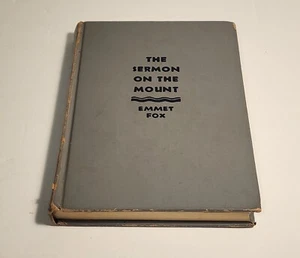 THE
SERMON
ON THE
MOUNT
EMMET
FOX